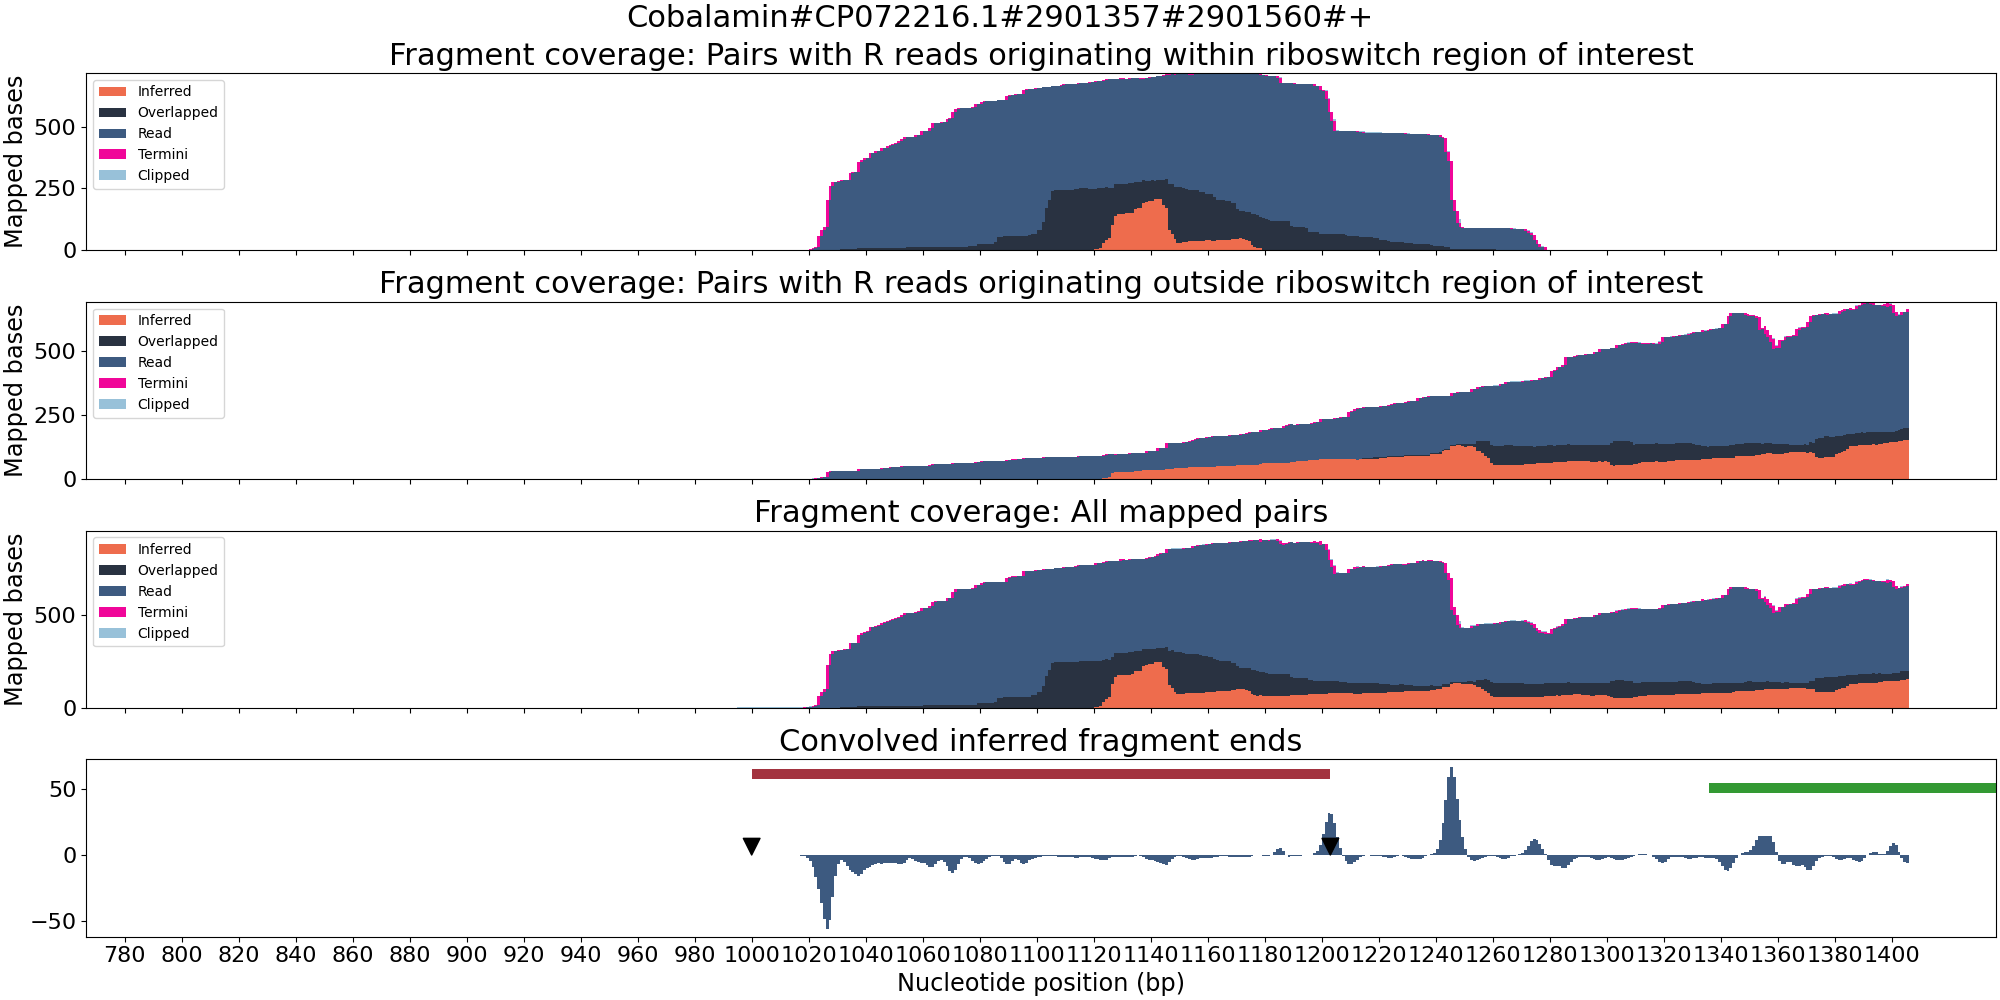 Cobalamin#CP072216.1#2901357#2901560#+
Fragment coverage: Pairs with R reads originating within riboswitch region of interest
Mapped bases
500
250
0
Inferred
Overlapped
Read
Termini
Clipped
Fragment coverage: Pairs with R reads originating outside riboswitch region of interest
Mapped bases
500
250
0
Inferred
Overlapped
Read
Termini
Clipped
Fragment coverage: All mapped pairs
Mapped bases
500
0
Inferred
Overlapped
Read
Termini
Clipped
Convolved inferred fragment ends
50
0
−50
780 800 820 840 860 880 900 920 940 960 980 1000 1020 1040 1060 1080 1100 1120 1140 1160 1180 1200 1220 1240 1260 1280 1300 1320 1340 1360 1380 1400
Nucleotide position (bp)